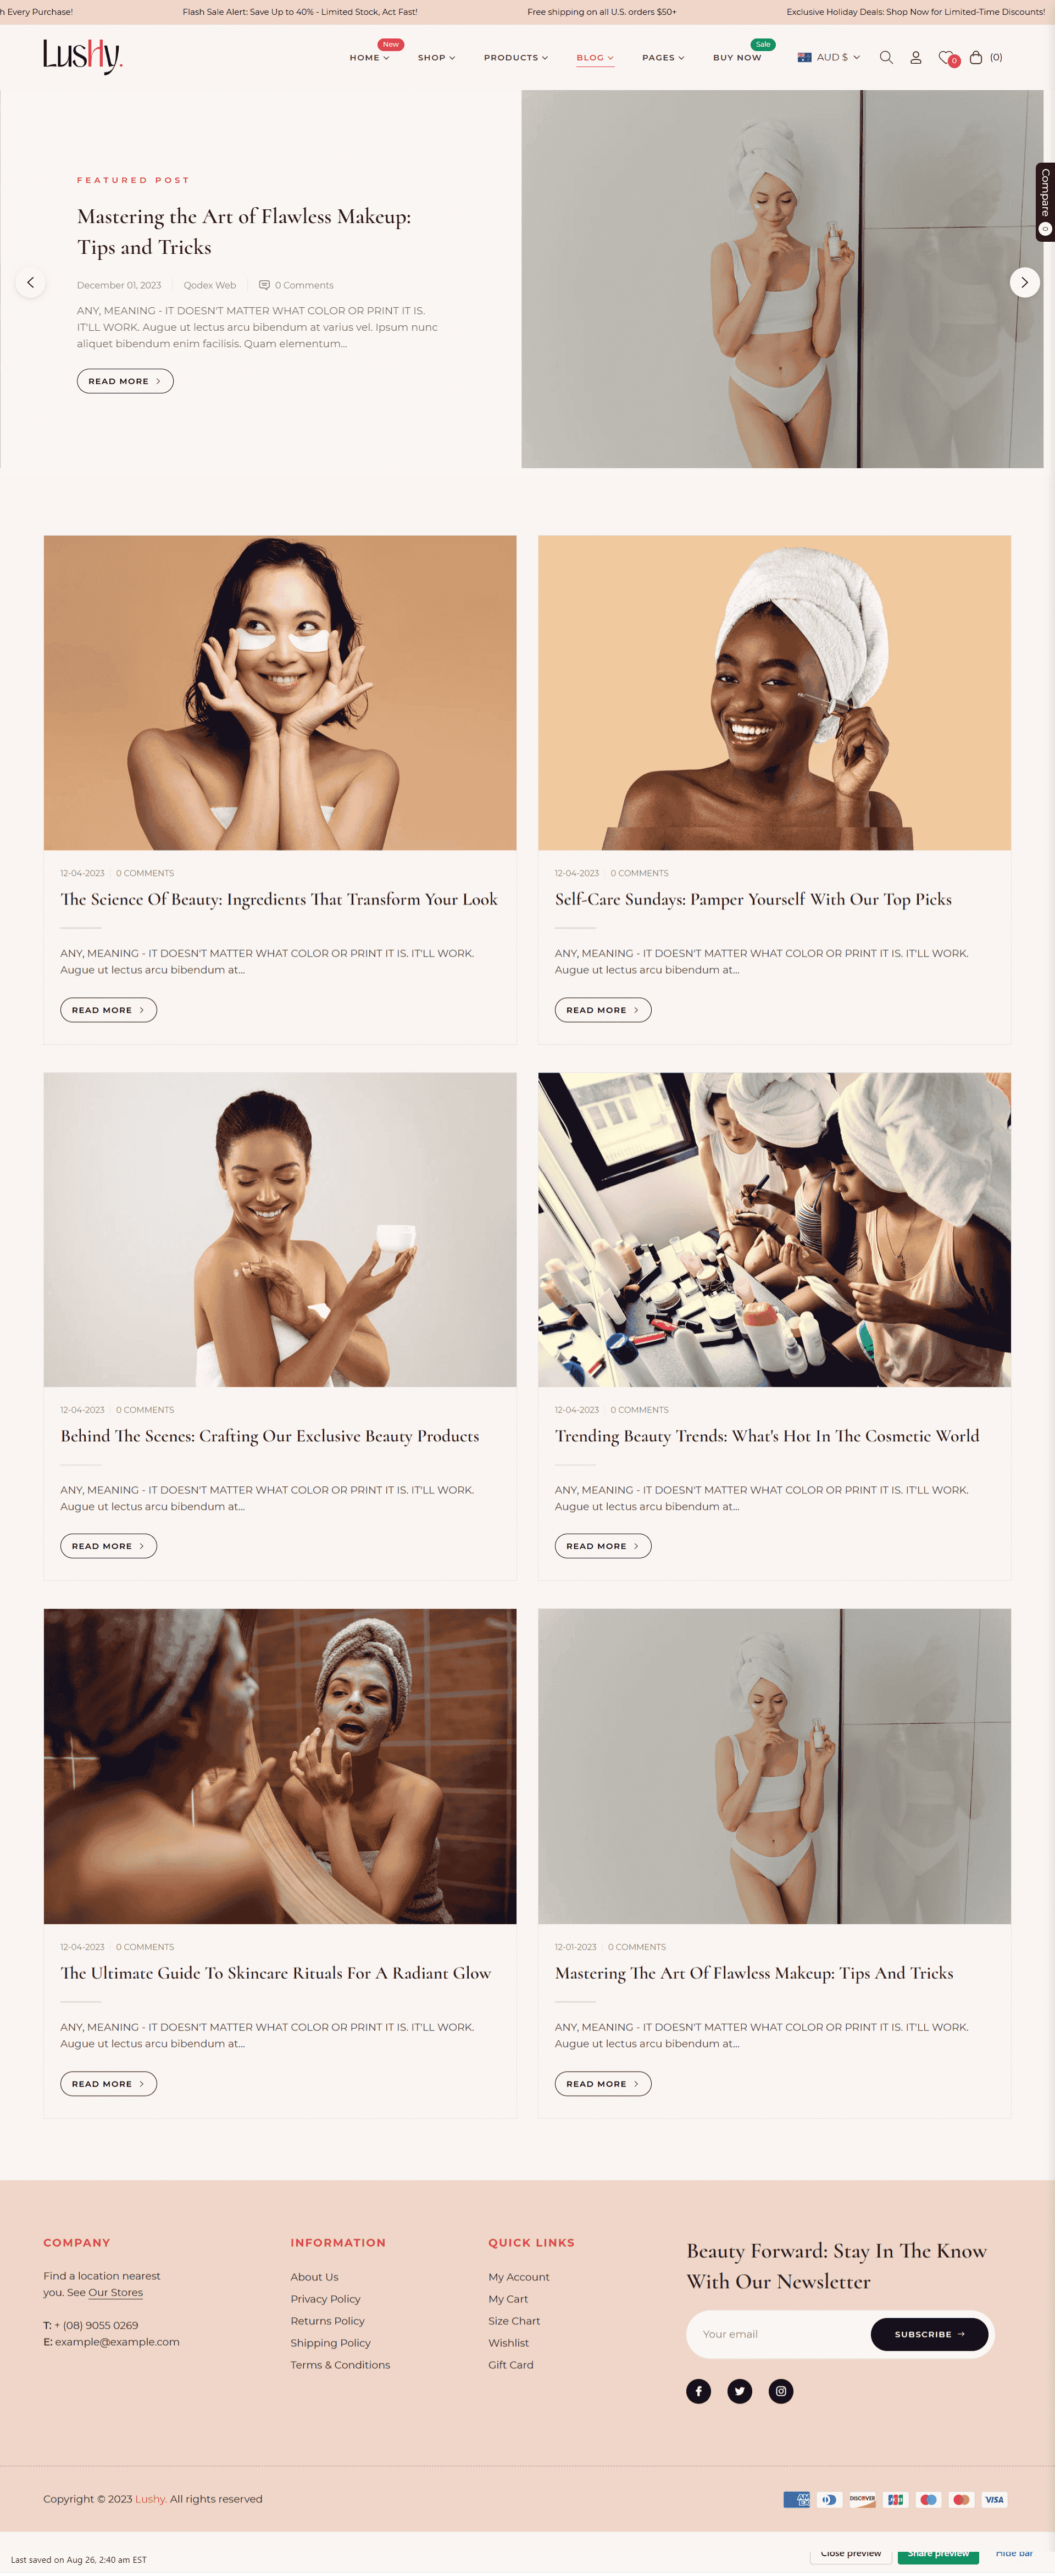 h Every Purchase!
Flash Sale Alert: Save Up to 40% - Limited Stock, Act Fast!
Free shipping on all U.S. orders $50+
Exclusive Holiday Deals: Shop Now for Limited-Time Discounts!
Lushy.
New
Sale
HOME
SHOP
PRODUCTS
BLOG
PAGES
BUY NOW
AUD $
0
(0)
Compare 0
FEATURED POST
Mastering the Art of Flawless Makeup:
Tips and Tricks
December 01, 2023
Qodex Web
0 Comments
ANY, MEANING - IT DOESN'T MATTER WHAT COLOR OR PRINT IT IS.
IT'LL WORK. Augue ut lectus arcu bibendum at varius vel. Ipsum nunc
aliquet bibendum enim facilisis. Quam elementum...
READ MORE
12-04-2023
0 COMMENTS
The Science Of Beauty: Ingredients That Transform Your Look
ANY, MEANING - IT DOESN'T MATTER WHAT COLOR OR PRINT IT IS. IT'LL WORK.
Augue ut lectus arcu bibendum at...
READ MORE
12-04-2023
0 COMMENTS
Self-Care Sundays: Pamper Yourself With Our Top Picks
ANY, MEANING - IT DOESN'T MATTER WHAT COLOR OR PRINT IT IS. IT'LL WORK.
Augue ut lectus arcu bibendum at...
READ MORE
12-04-2023
0 COMMENTS
Behind The Scenes: Crafting Our Exclusive Beauty Products
ANY, MEANING - IT DOESN'T MATTER WHAT COLOR OR PRINT IT IS. IT'LL WORK.
Augue ut lectus arcu bibendum at...
READ MORE
12-04-2023
0 COMMENTS
Trending Beauty Trends: What's Hot In The Cosmetic World
ANY, MEANING - IT DOESN'T MATTER WHAT COLOR OR PRINT IT IS. IT'LL WORK.
Augue ut lectus arcu bibendum at...
READ MORE
12-04-2023
0 COMMENTS
The Ultimate Guide To Skincare Rituals For A Radiant Glow
ANY, MEANING - IT DOESN'T MATTER WHAT COLOR OR PRINT IT IS. IT'LL WORK.
Augue ut lectus arcu bibendum at...
READ MORE
12-01-2023
0 COMMENTS
Mastering The Art Of Flawless Makeup: Tips And Tricks
ANY, MEANING - IT DOESN'T MATTER WHAT COLOR OR PRINT IT IS. IT'LL WORK.
Augue ut lectus arcu bibendum at...
READ MORE
COMPANY
Find a location nearest
you. See Our Stores
T: + (08) 9055 0269
E: example@example.com
INFORMATION
About Us
Privacy Policy
Returns Policy
Shipping Policy
Terms & Conditions
QUICK LINKS
My Account
My Cart
Size Chart
Wishlist
Gift Card
Beauty Forward: Stay In The Know
With Our Newsletter
Your email
SUBSCRIBE
Copyright © 2023 Lushy. All rights reserved
AM
EX
DISCOVER
JCB
VISA
Last saved on Aug 26, 2:40 am EST
Close preview
Share preview
Hide bar